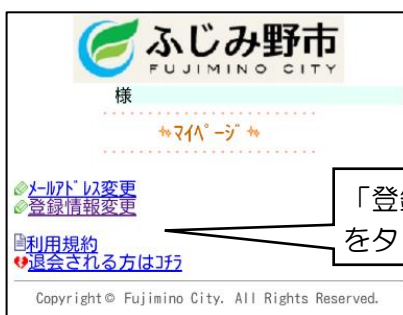 ふじみ野市
FUJIMINO CITY
様
ﾏｲﾍﾟｰｼﾞ
ﾒｰﾙｱﾄﾞﾚｽ変更
登録情報変更
「登
をタ
利用規約
退会される方はｺﾁﾗ
Copyright© Fujimino City. All Rights Reserved.